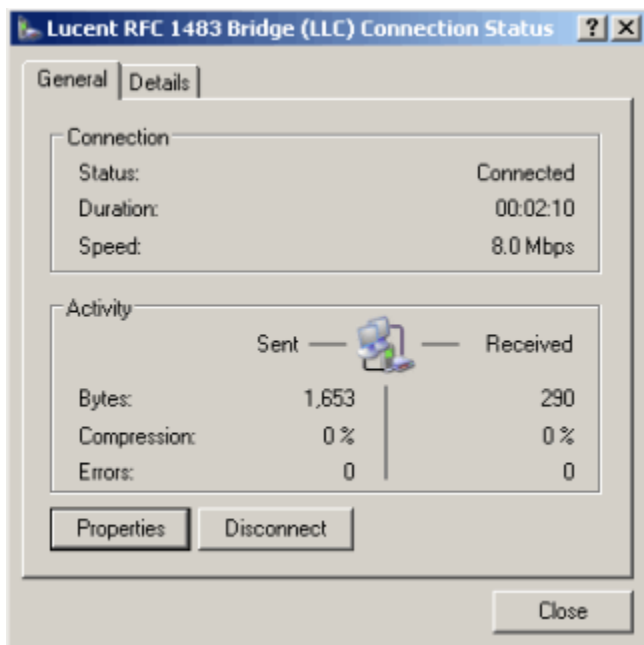 Lucent RFC 1483 Bridge (LLC) Connection Status
General Details
Connection
Status: Connected
Duration: 00:02:10
Speed: 8.0 Mbps
Activity
Sent Received
Bytes: 1,653 290
Compression: 0 % 0 %
Errors: 0 0
Properties Disconnect
Close